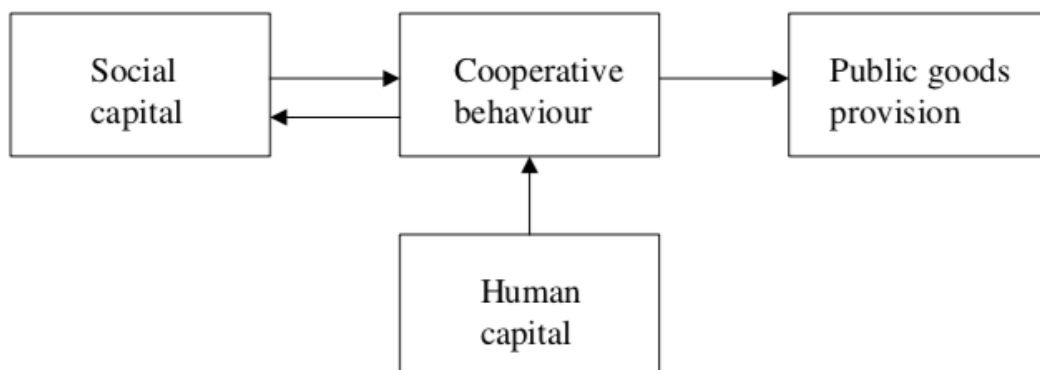 Social
capital
Cooperative
behaviour
Public goods
provision
Human
capital